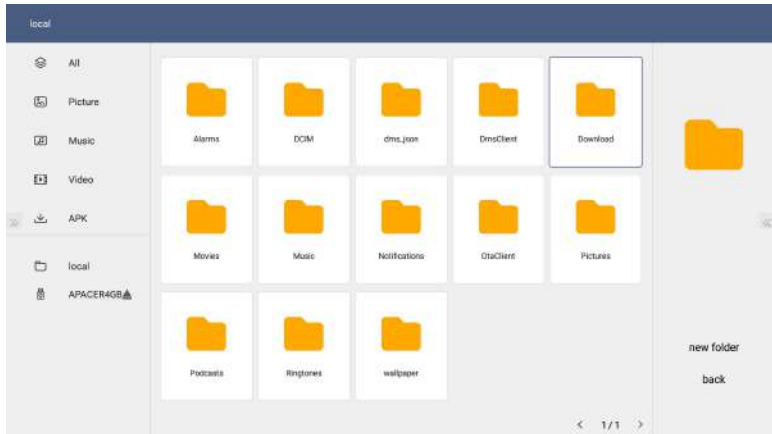 local
All
Picture
Music
Video
APK
local
APACER4GB
Alarms
DCIM
dms_json
DmsClient
Download
Movies
Music
Notifications
OtaClient
Pictures
Podcasts
Ringtones
wallpaper
new folder
back
< 1/1 >